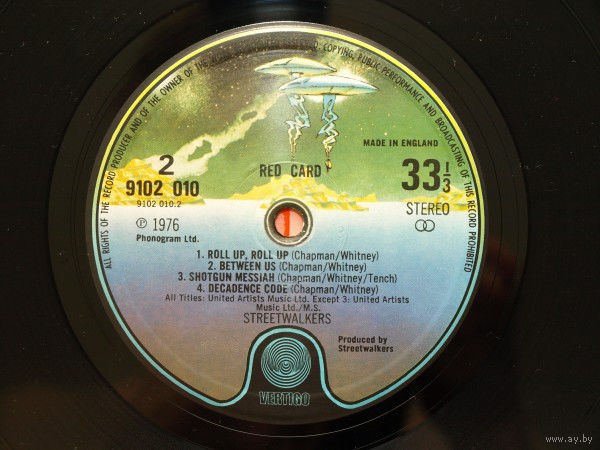 ALL RIGHTS OF THE RECORD PRODUCER AND OF THE OWNER OF THE COPYING, PUBLIC PERFORMANCE AND BROADCASTING OF THIS RECORD PROHIBITED
MADE IN ENGLAND
2
9102 010
9102 010.2
RED CARD
33 1/3
STEREO
℗ 1976
Phonogram Ltd.
1. ROLL UP, ROLL UP (Chapman/Whitney)
2. BETWEEN US (Chapman/Whitney)
3. SHOTGUN MESSIAH (Chapman/Whitney/Tench)
4. DECADENCE CODE (Chapman/Whitney)
All Titles: United Artists Music Ltd. Except 3: United Artists
Music Ltd./M.S.
STREETWALKERS
Produced by
Streetwalkers
VERTIGO
www.ay.by